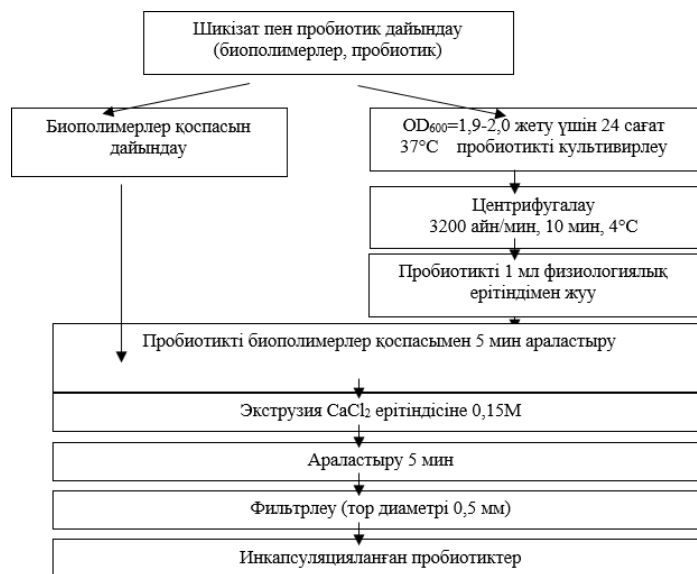 Шикізат пен пробиотик дайындау
(биополимерлер, пробиотик)
Биополимерлер қоспасын
дайындау
OD₆₀₀=1,9-2,0 жету үшін 24 сағат
37°C пробиотикті культивирлеу
Центрифугалау
3200 айн/мин, 10 мин, 4°C
Пробиотикті 1 мл физиологиялық
ерітіндімен жуу
Пробиотикті биополимерлер қоспасымен 5 мин араластыру
Экструзия CaCl₂ ерітіндісіне 0,15М
Араластыру 5 мин
Фильтрлеу (тор диаметрі 0,5 мм)
Инкапсуляцияланған пробиотиктер